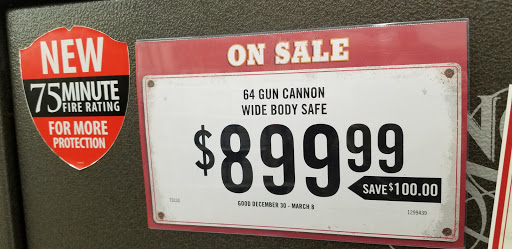 NEW
75 MINUTE
FIRE RATING
FOR MORE
PROTECTION
ON SALE
64 GUN CANNON
WIDE BODY SAFE
$899.99
SAVE $100.00
GOOD DECEMBER 30 - MARCH 8
1299439